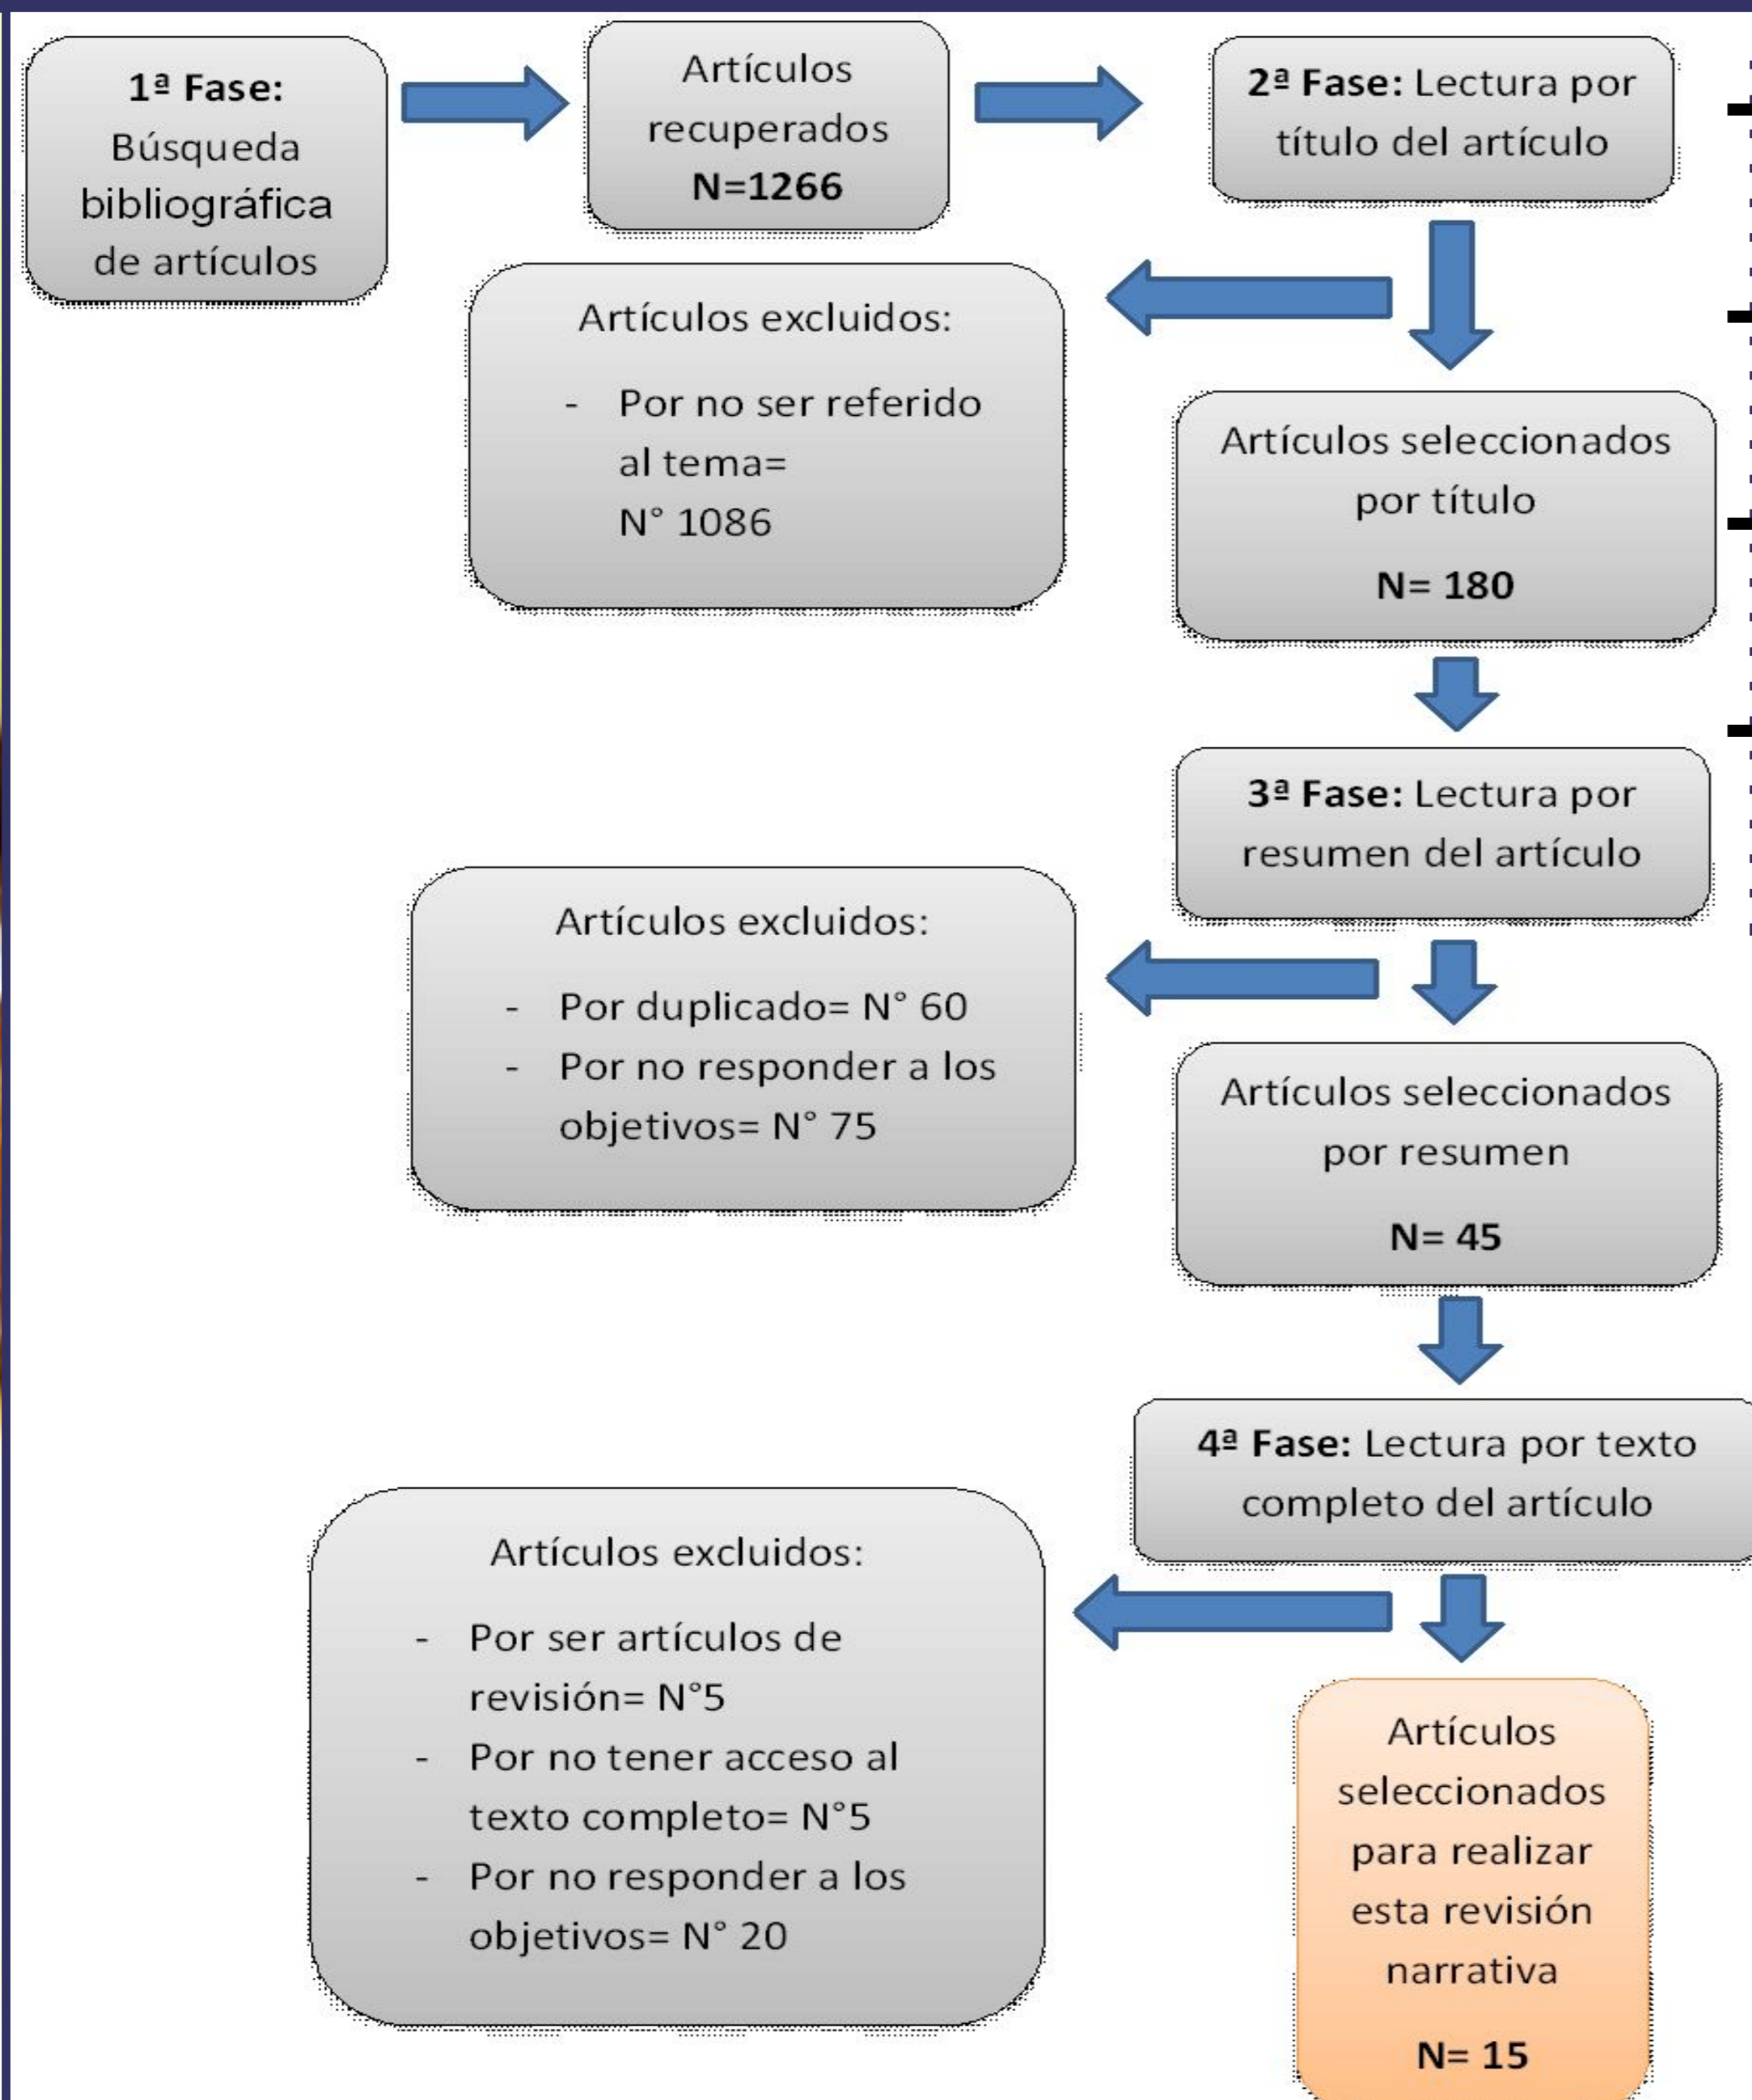 1ª Fase:
Búsqueda
bibliográfica
de artículos
Artículos
recuperados
N=1266
2ª Fase: Lectura por
título del artículo
Artículos excluidos:
- Por no ser referido
al tema=
N° 1086
Artículos seleccionados
por título
N= 180
3ª Fase: Lectura por
resumen del artículo
Artículos excluidos:
- Por duplicado= N° 60
- Por no responder a los
objetivos= N° 75
Artículos seleccionados
por resumen
N= 45
4ª Fase: Lectura por texto
completo del artículo
Artículos excluidos:
- Por ser artículos de
revisión= N°5
- Por no tener acceso al
texto completo= N°5
- Por no responder a los
objetivos= N° 20
Artículos
seleccionados
para realizar
esta revisión
narrativa
N= 15